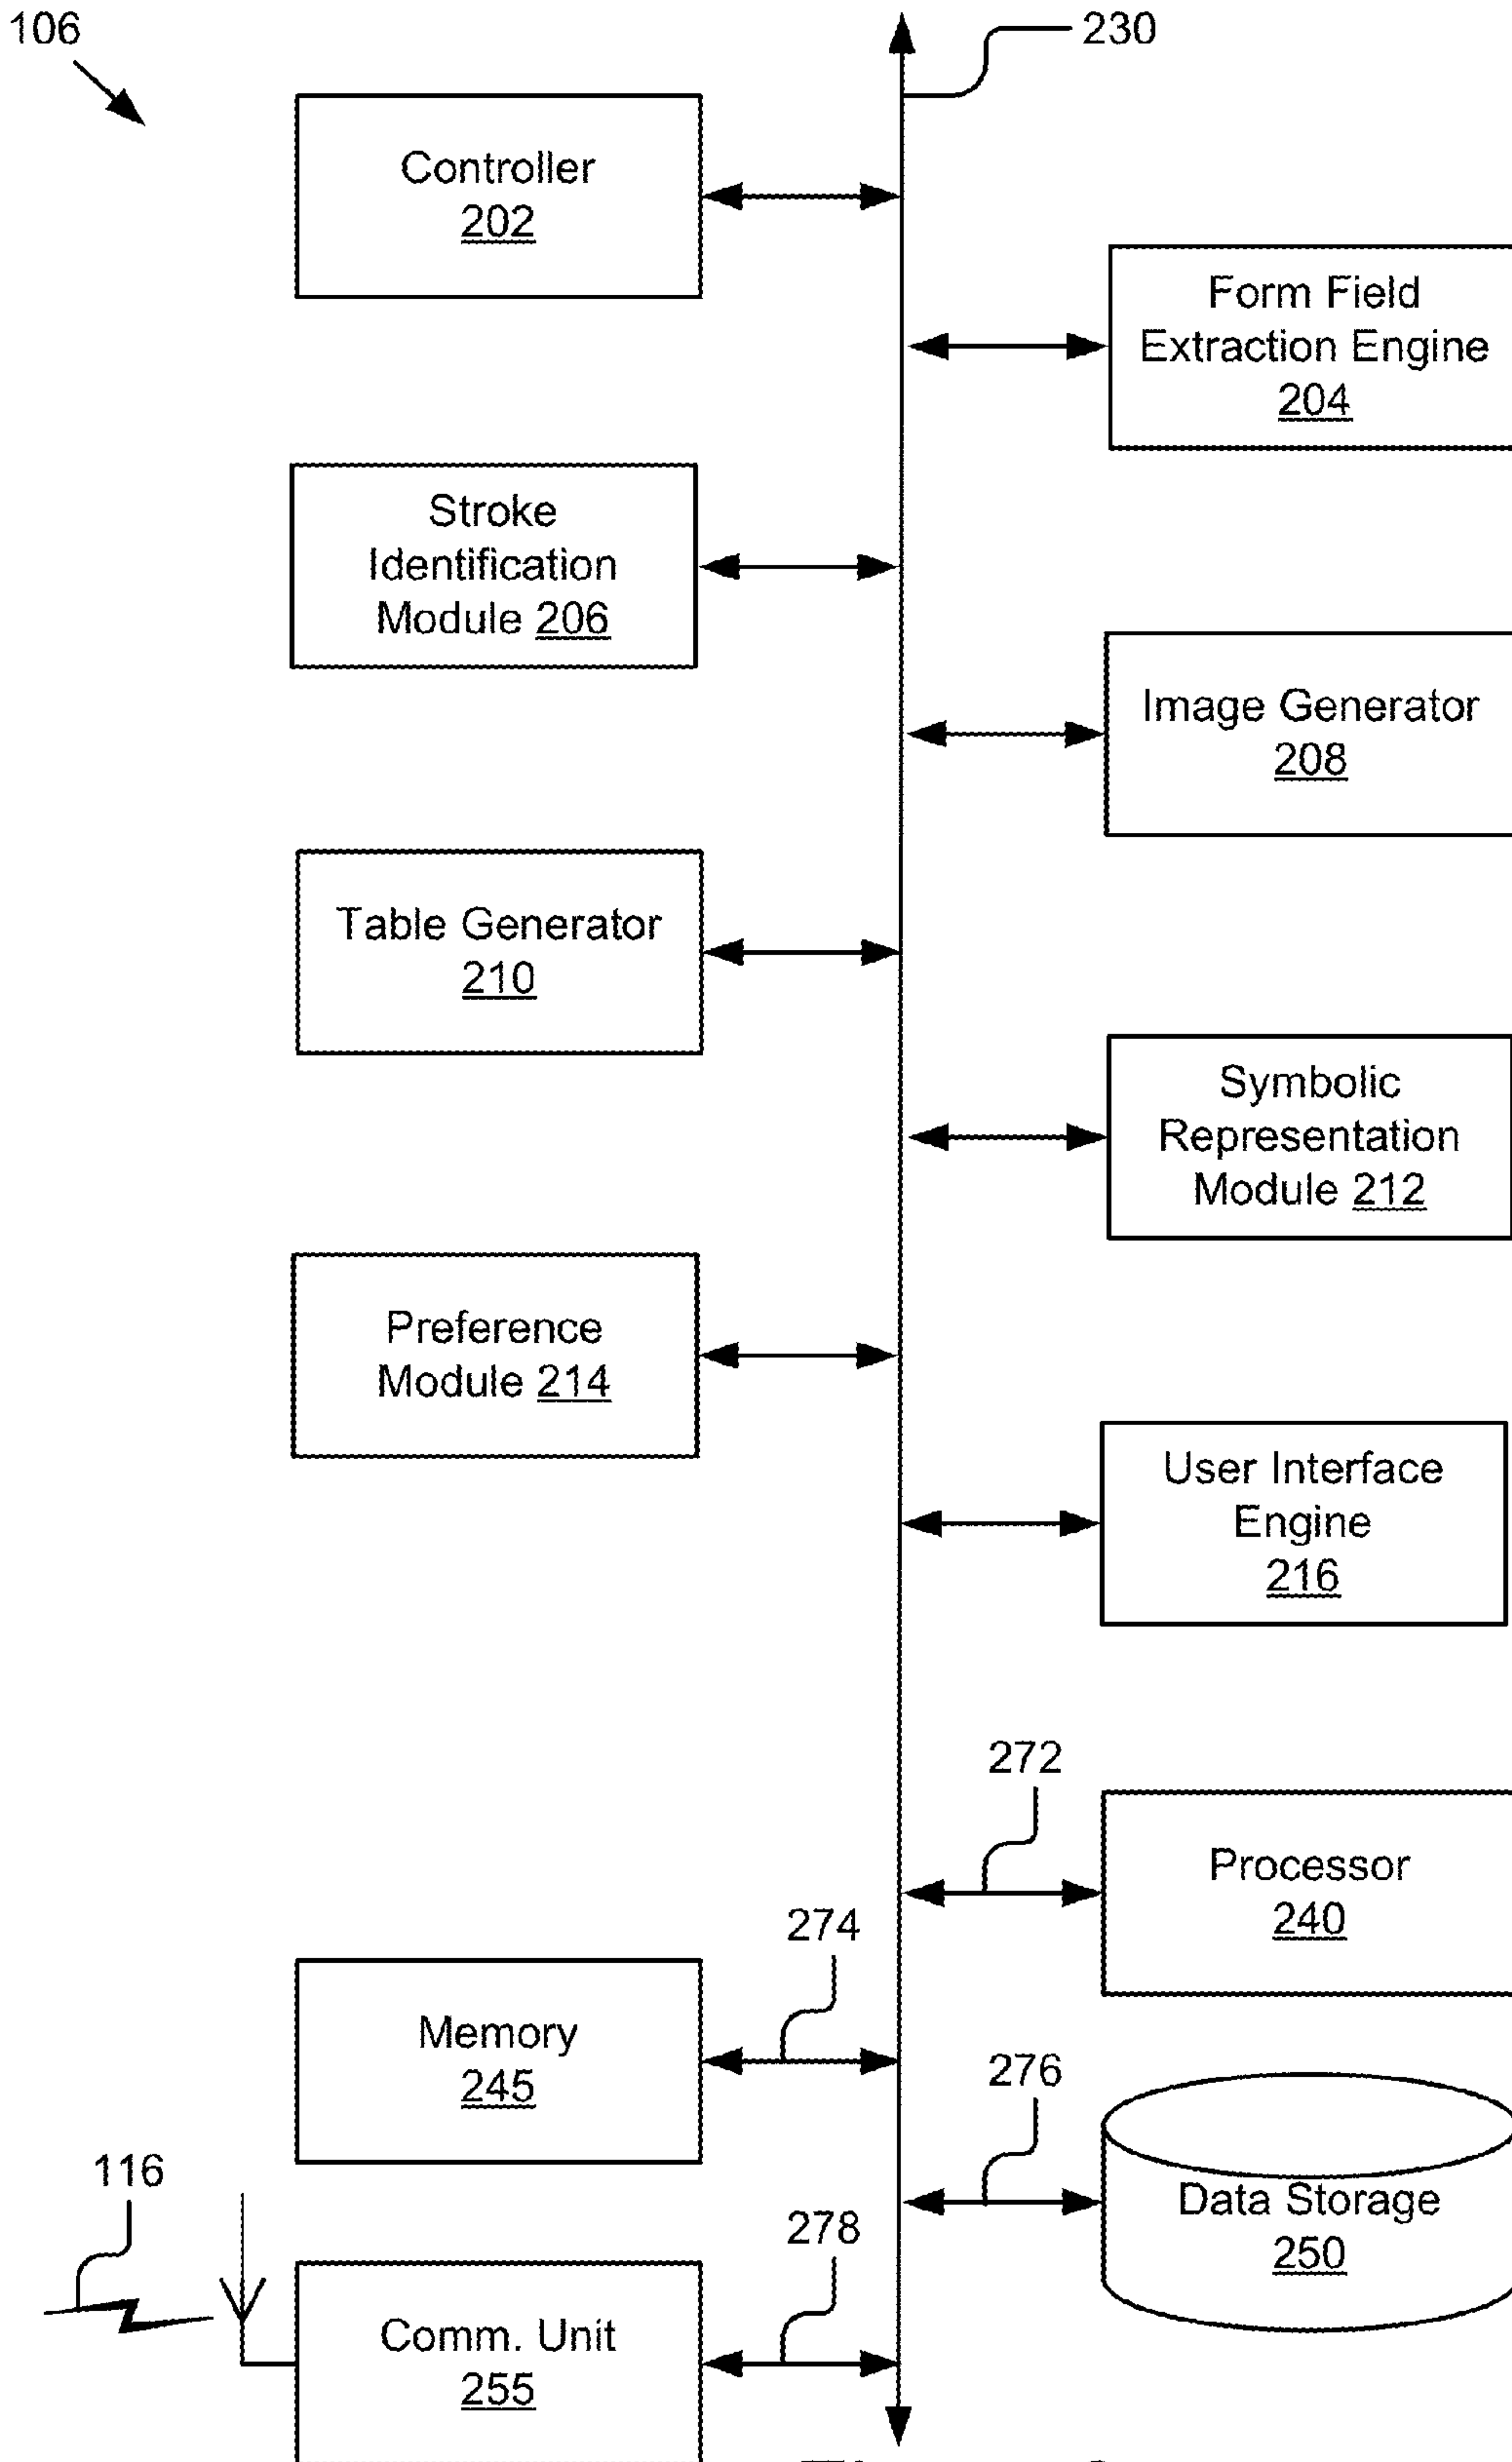 106
230
Controller
202
Form Field
Extraction Engine
204
Stroke
Identification
Module 206
Image Generator
208
Table Generator
210
Symbolic
Representation
Module 212
Preference
Module 214
User Interface
Engine
216
272
Processor
240
274
Memory
245
276
Data Storage
250
116
278
Comm. Unit
255